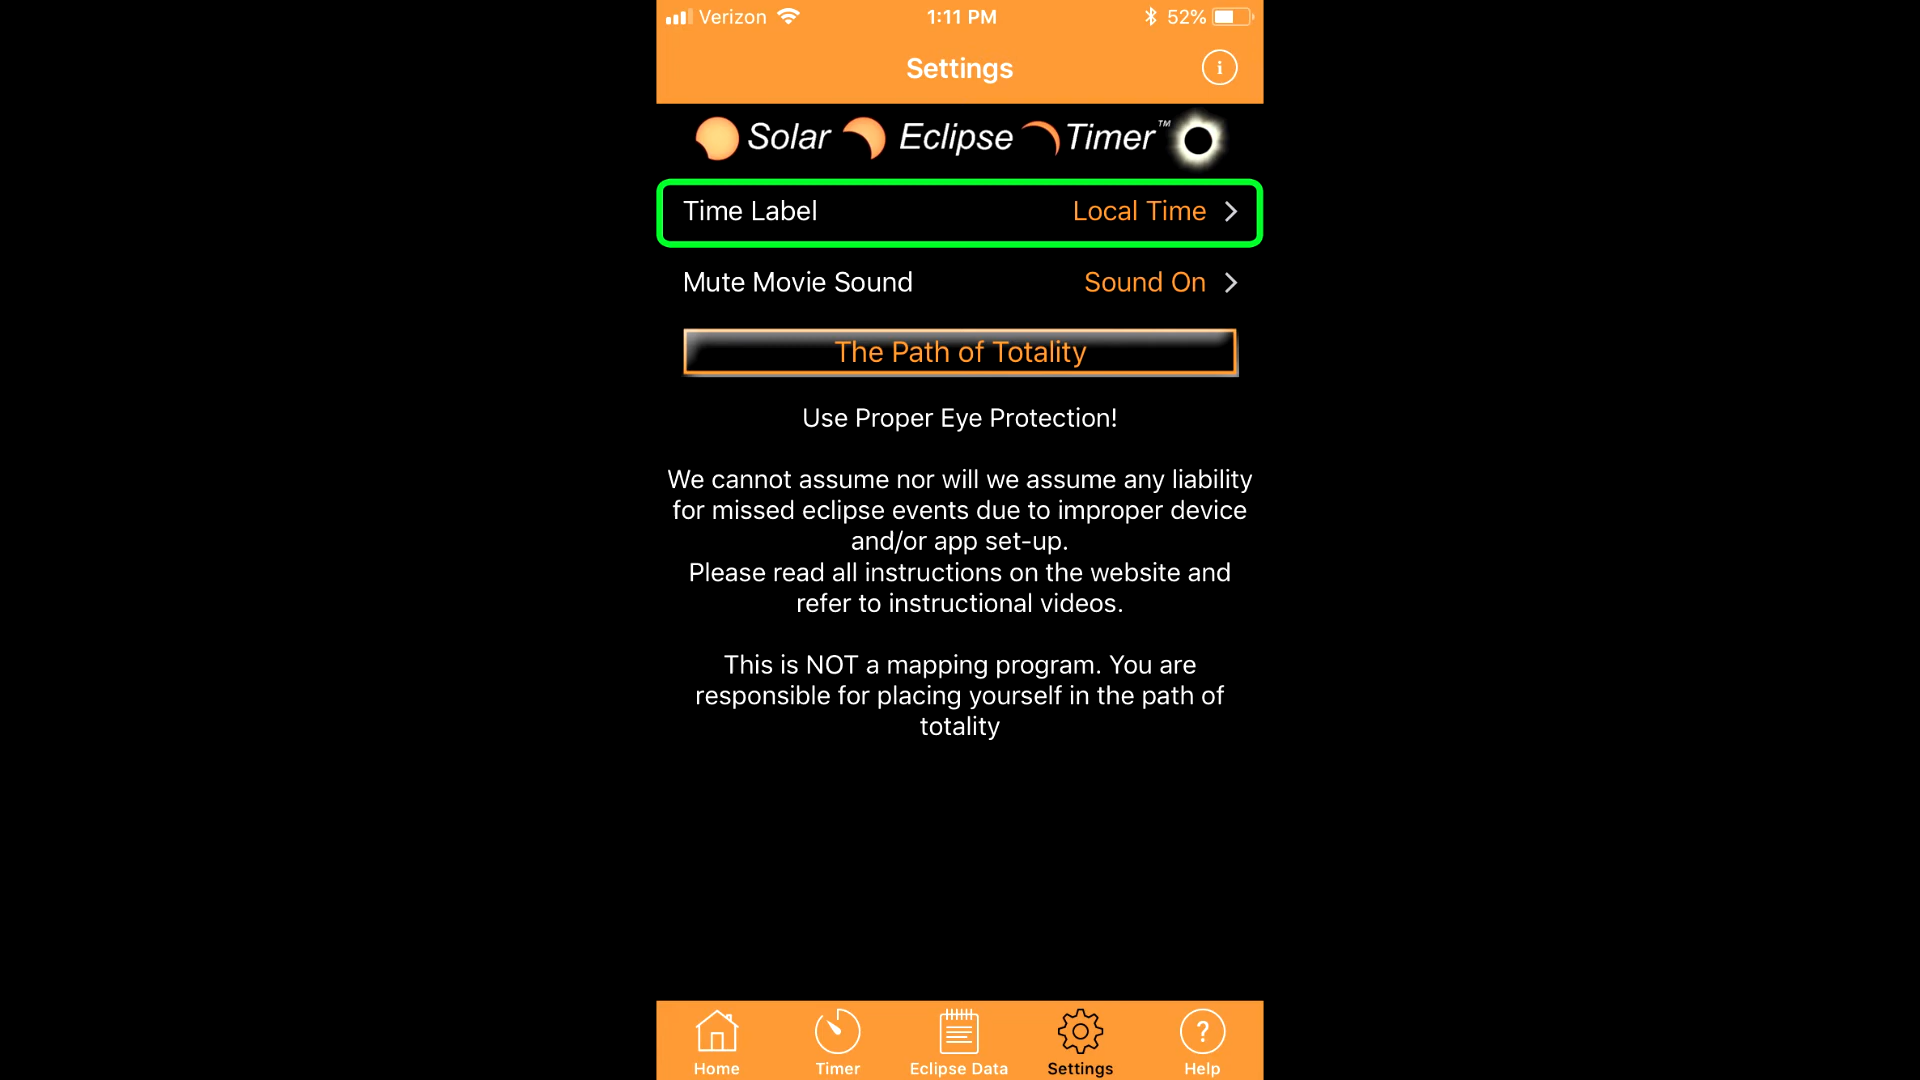 Verizon 1:11 PM 52%
Settings
i
Solar Eclipse Timer™
Time Label Local Time
Mute Movie Sound Sound On
The Path of Totality
Use Proper Eye Protection!
We cannot assume nor will we assume any liability
for missed eclipse events due to improper device
and/or app set-up.
Please read all instructions on the website and
refer to instructional videos.
This is NOT a mapping program. You are
responsible for placing yourself in the path of
totality
?
Home Timer Eclipse Data Settings Help